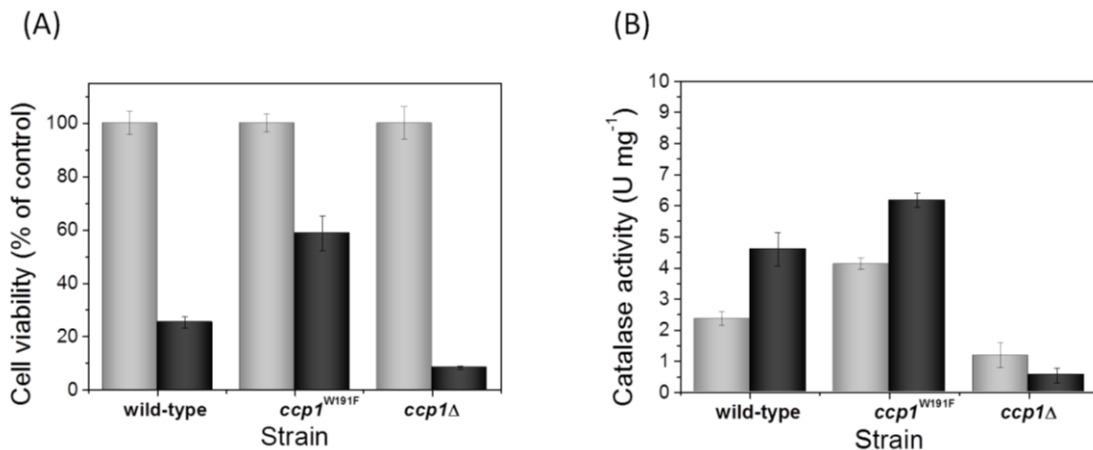 (A)
Cell viability (% of control)
100
80
60
40
20
0
wild-type ccp1W191F ccp1Δ
Strain
(B)
Catalase activity (U mg-1)
10
9
8
7
6
5
4
3
2
1
0
wild-type ccp1W191F ccp1Δ
Strain